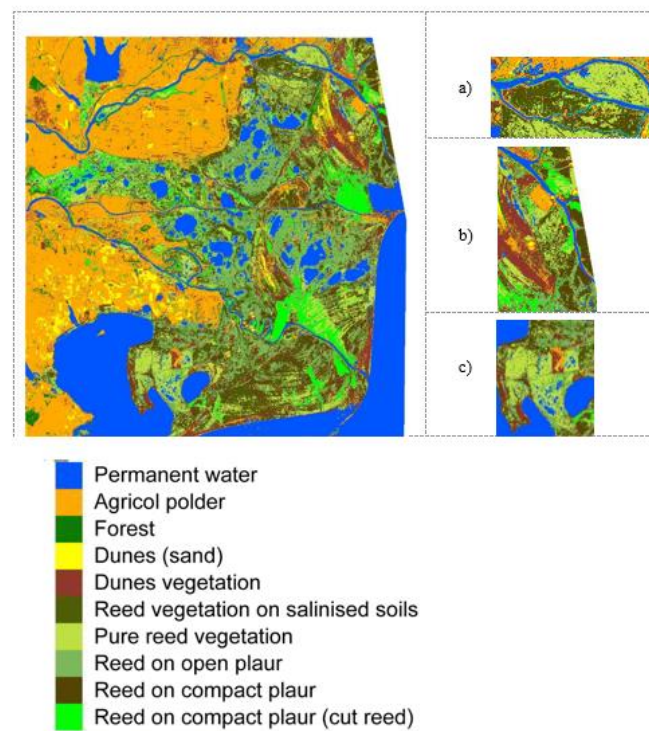 a)
b)
c)
Permanent water
Agricol polder
Forest
Dunes (sand)
Dunes vegetation
Reed vegetation on salinised soils
Pure reed vegetation
Reed on open plaur
Reed on compact plaur
Reed on compact plaur (cut reed)